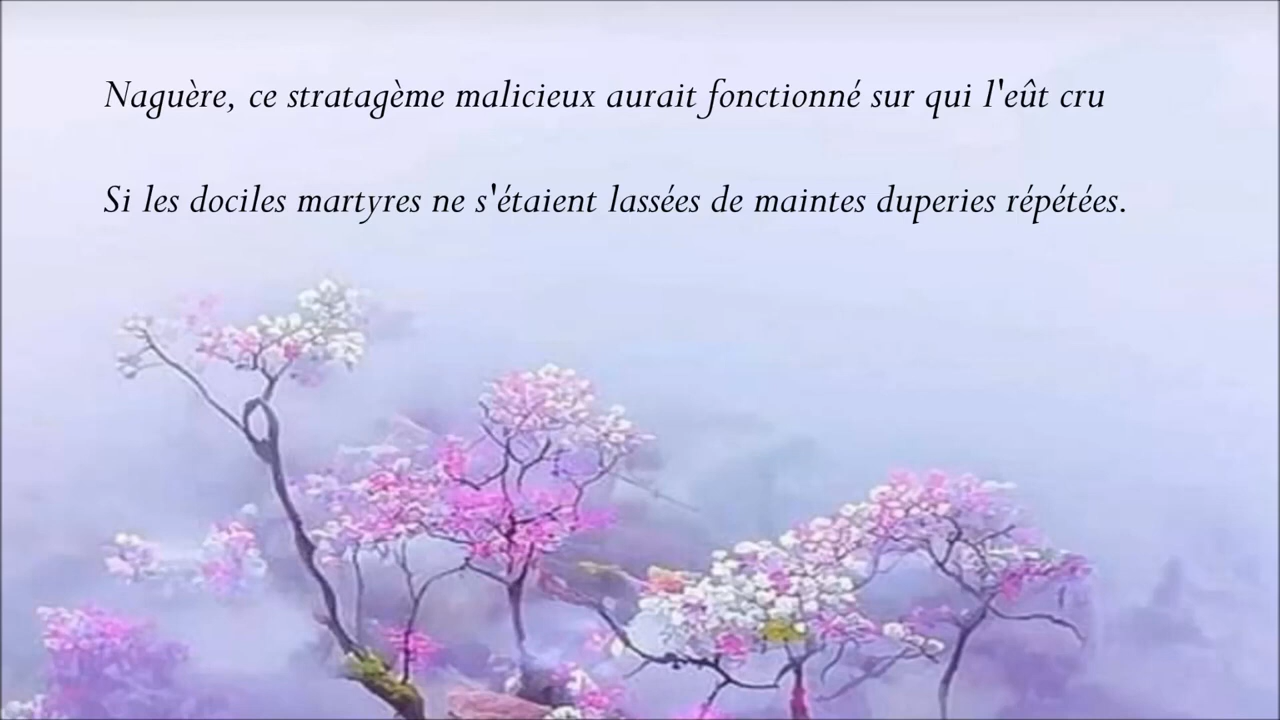 Naguère, ce stratagème malicieux aurait fonctionné sur qui l'eût cru
Si les dociles martyres ne s'étaient lassées de maintes duperies répétées.